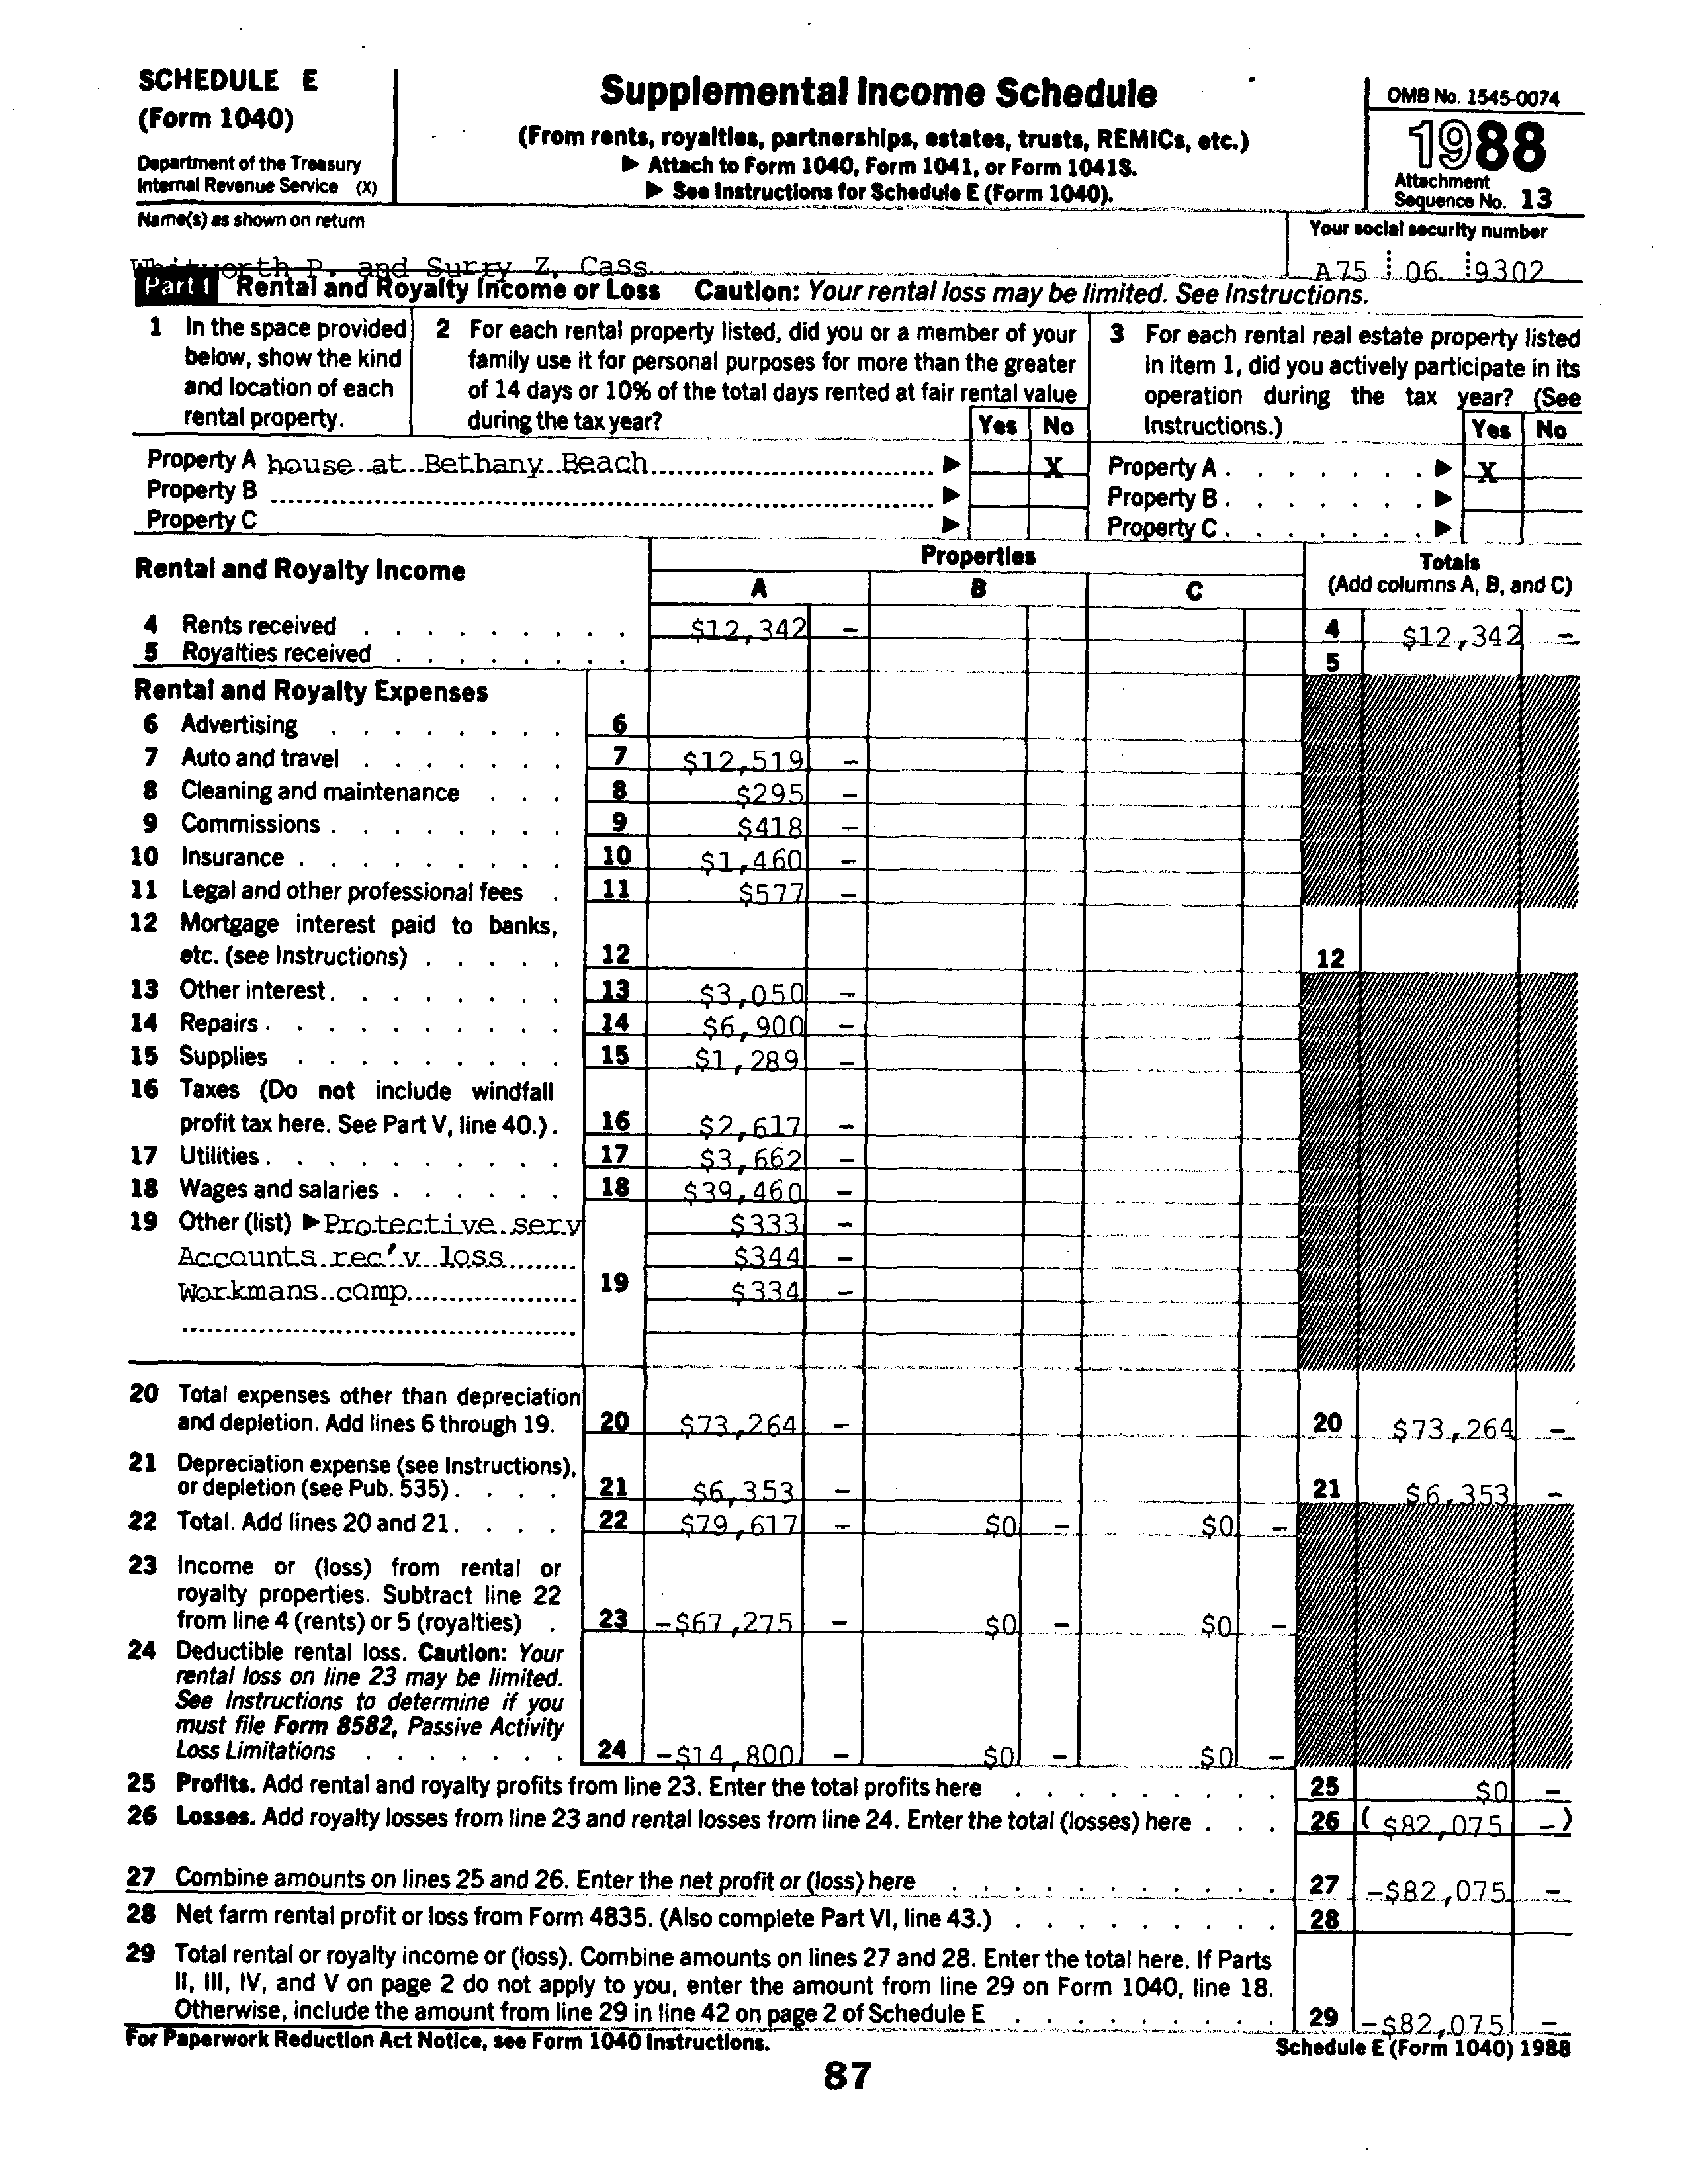 SCHEDULE E
(Form 1040)
Department of the Treasury
Internal Revenue Service (X)
Supplemental Income Schedule
(From rents, royalties, partnerships, estates, trusts, REMICs, etc.)
▶ Attach to Form 1040, Form 1041, or Form 1041S.
▶ See Instructions for Schedule E (Form 1040).
OMB No. 1545-0074
1988
Attachment
Sequence No. 13
Name(s) as shown on return
Your social security number
Whitworth P. and Surry Z. Cass
A75 06 9302
Part I Rental and Royalty Income or Loss Caution: Your rental loss may be limited. See Instructions.
1 In the space provided
below, show the kind
and location of each
rental property.
2 For each rental property listed, did you or a member of your
family use it for personal purposes for more than the greater
of 14 days or 10% of the total days rented at fair rental value
during the tax year? Yes No
3 For each rental real estate property listed
in item 1, did you actively participate in its
operation during the tax year? (See
Instructions.) Yes No
Property A house at Bethany Beach ▶ X Property A . . . . . . . ▶ X
Property B ▶ Property B . . . . . . . ▶
Property C ▶ Property C . . . . . . . ▶
Rental and Royalty Income
Properties
A B C
Totals
(Add columns A, B, and C)
4 Rents received . . . . . . . . . $12,342 – 4 $12,342 –
5 Royalties received . . . . . . . . 5
Rental and Royalty Expenses
6 Advertising . . . . . . . . 6
7 Auto and travel . . . . . . . 7 $12,519 –
8 Cleaning and maintenance . . . 8 $295 –
9 Commissions . . . . . . . . 9 $418 –
10 Insurance . . . . . . . . . 10 $1,460 –
11 Legal and other professional fees . 11 $577 –
12 Mortgage interest paid to banks,
etc. (see Instructions) . . . . . 12 12
13 Other interest. . . . . . . . 13 $3,050 –
14 Repairs. . . . . . . . . . 14 $6,900 –
15 Supplies . . . . . . . . . 15 $1,289 –
16 Taxes (Do not include windfall
profit tax here. See Part V, line 40.) . 16 $2,617 –
17 Utilities. . . . . . . . . . 17 $3,662 –
18 Wages and salaries . . . . . . 18 $39,460 –
19 Other (list) ▶ Protective serv $333 –
Accounts rec'v loss $344 –
Workmans comp 19 $334 –
20 Total expenses other than depreciation
and depletion. Add lines 6 through 19. 20 $73,264 – 20 $73,264 –
21 Depreciation expense (see Instructions),
or depletion (see Pub. 535) . . . . 21 $6,353 – 21 $6,353 –
22 Total. Add lines 20 and 21. . . . . 22 $79,617 – $0 – $0 –
23 Income or (loss) from rental or
royalty properties. Subtract line 22
from line 4 (rents) or 5 (royalties) . 23 -$67,275 – $0 – $0 –
24 Deductible rental loss. Caution: Your
rental loss on line 23 may be limited.
See Instructions to determine if you
must file Form 8582, Passive Activity
Loss Limitations . . . . . . . 24 -$14,800 – $0 – $0 –
25 Profits. Add rental and royalty profits from line 23. Enter the total profits here . . . . . . . . . 25 $0 –
26 Losses. Add royalty losses from line 23 and rental losses from line 24. Enter the total (losses) here . . . 26 ( $82,075 – )
27 Combine amounts on lines 25 and 26. Enter the net profit or (loss) here . . . . . . . . . . . 27 -$82,075 –
28 Net farm rental profit or loss from Form 4835. (Also complete Part VI, line 43.) . . . . . . . . . 28
29 Total rental or royalty income or (loss). Combine amounts on lines 27 and 28. Enter the total here. If Parts
II, III, IV, and V on page 2 do not apply to you, enter the amount from line 29 on Form 1040, line 18.
Otherwise, include the amount from line 29 in line 42 on page 2 of Schedule E . . . . . . . . . 29 -$82,075 –
For Paperwork Reduction Act Notice, see Form 1040 Instructions.
Schedule E (Form 1040) 1988
87